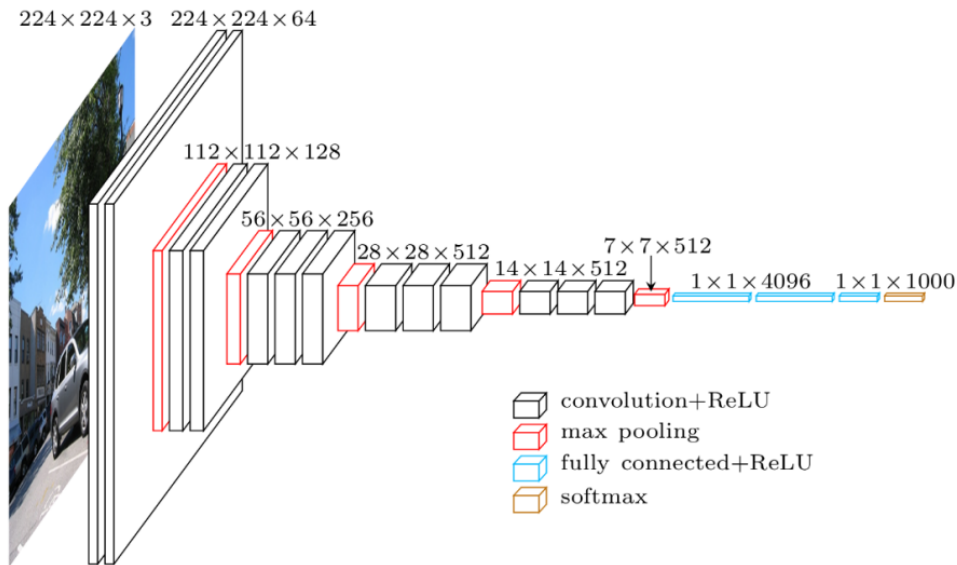 224×224×3
224×224×64
112×112×128
56×56×256
28×28×512
14×14×512
7×7×512
1×1×4096
1×1×1000
convolution+ReLU
max pooling
fully connected+ReLU
softmax